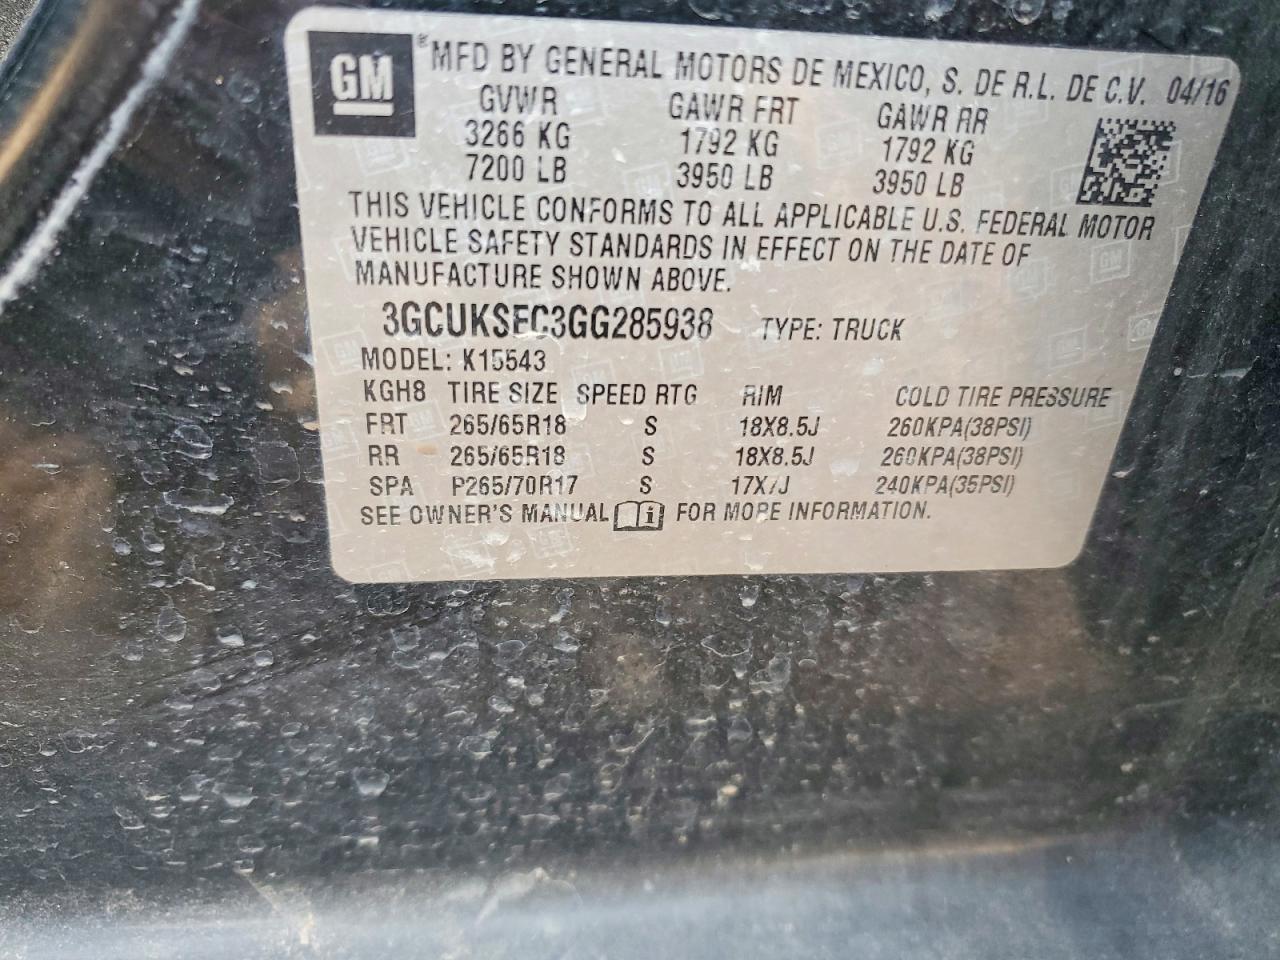 GM
® MFD BY GENERAL MOTORS DE MEXICO, S. DE R.L. DE C.V. 04/16
GVWR GAWR FRT GAWR RR
3266 KG 1792 KG 1792 KG
7200 LB 3950 LB 3950 LB
THIS VEHICLE CONFORMS TO ALL APPLICABLE U.S. FEDERAL MOTOR
VEHICLE SAFETY STANDARDS IN EFFECT ON THE DATE OF
MANUFACTURE SHOWN ABOVE.
3GCUKSEC3GG285938 TYPE: TRUCK
MODEL: K15543
KGH8 TIRE SIZE SPEED RTG RIM COLD TIRE PRESSURE
FRT 265/65R18 S 18X8.5J 260KPA(38PSI)
RR 265/65R18 S 18X8.5J 260KPA(38PSI)
SPA P265/70R17 S 17X7J 240KPA(35PSI)
SEE OWNER'S MANUAL i FOR MORE INFORMATION.